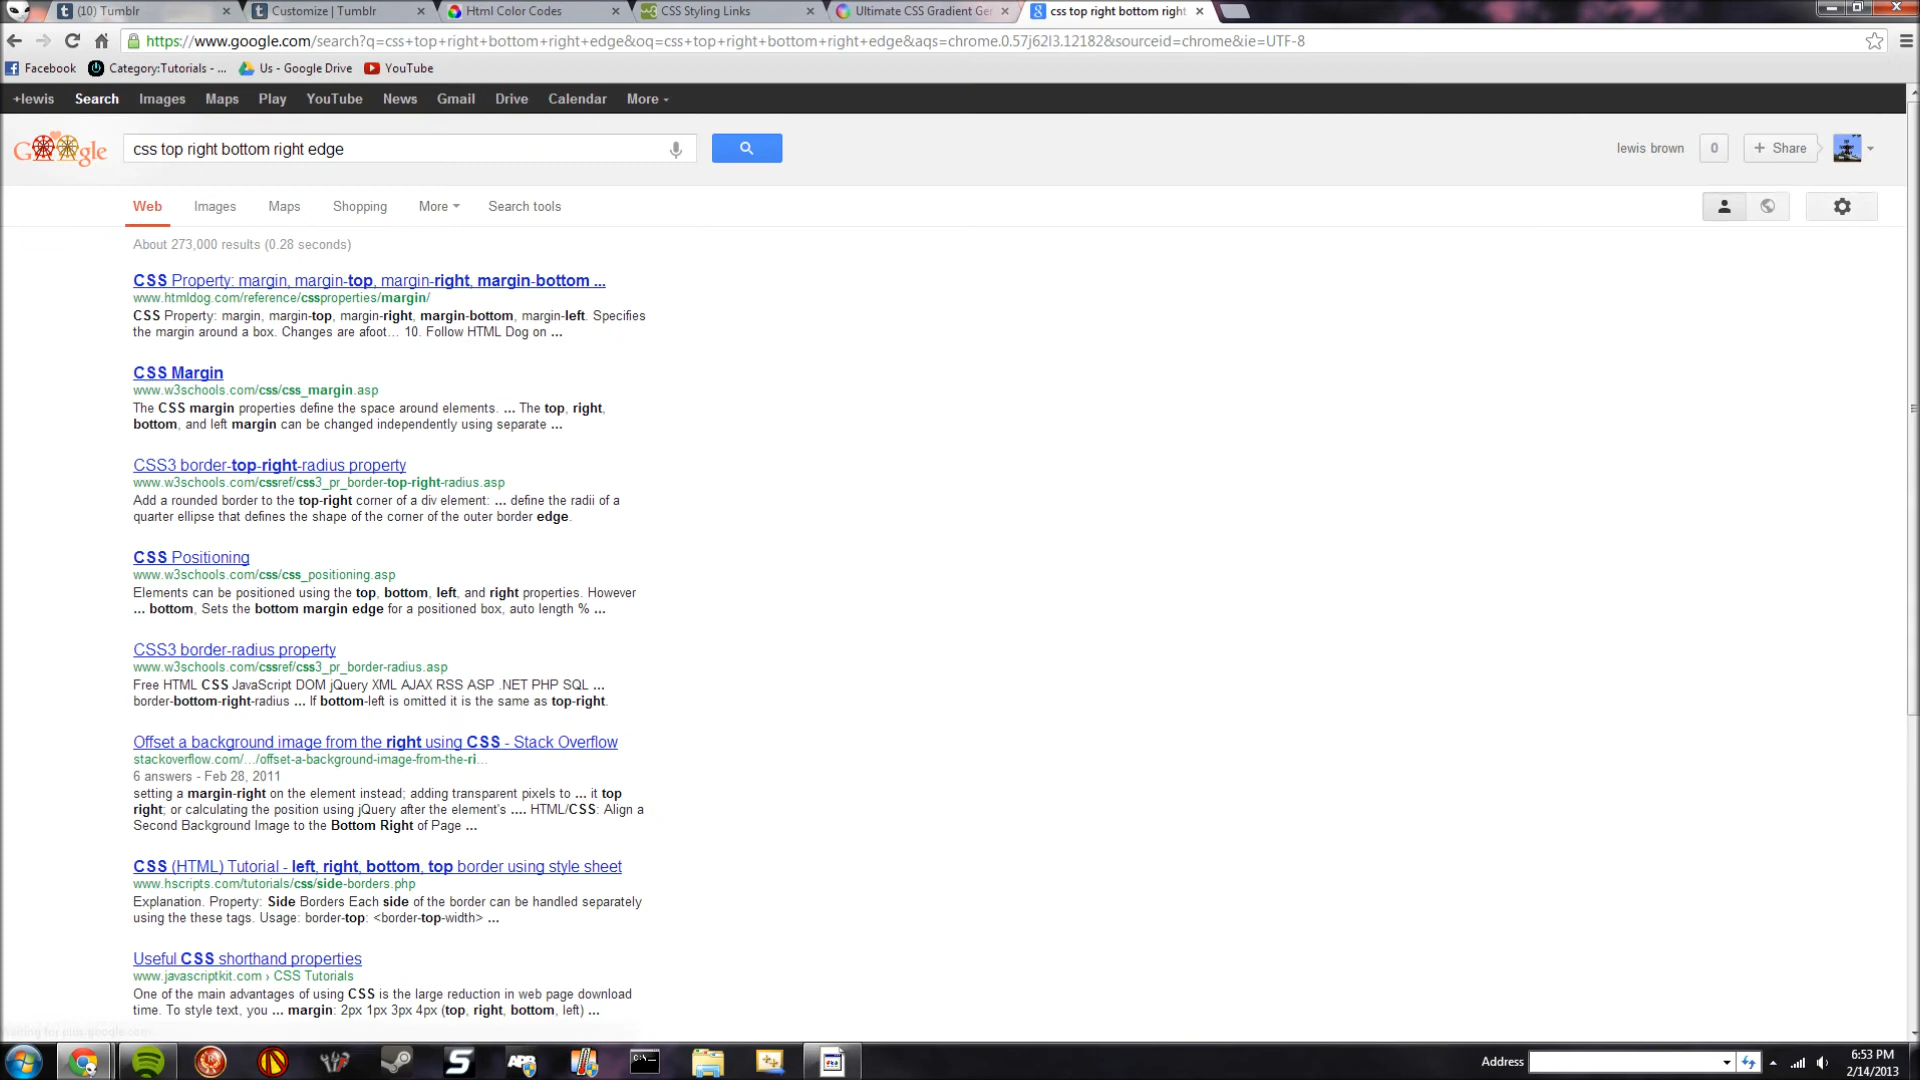 (10) Tumblr
Customize | Tumblr
Html Color Codes
CSS Styling Links
Ultimate CSS Gradient Ger
css top right bottom right
https://www.google.com/search?q=css+top+right+bottom+right+edge&oq=css+top+right+bottom+right+edge&aqs=chrome.0.57j62l3.12182&sourceid=chrome&ie=UTF-8
Facebook Category:Tutorials - ... Us - Google Drive YouTube
+lewis Search Images Maps Play YouTube News Gmail Drive Calendar More
Google
css top right bottom right edge
lewis brown 0 + Share
Web Images Maps Shopping More Search tools
About 273,000 results (0.28 seconds)
CSS Property: margin, margin-top, margin-right, margin-bottom ...
www.htmldog.com/reference/cssproperties/margin/
CSS Property: margin, margin-top, margin-right, margin-bottom, margin-left. Specifies
the margin around a box. Changes are afoot... 10. Follow HTML Dog on ...
CSS Margin
www.w3schools.com/css/css_margin.asp
The CSS margin properties define the space around elements. ... The top, right,
bottom, and left margin can be changed independently using separate ...
CSS3 border-top-right-radius property
www.w3schools.com/cssref/css3_pr_border-top-right-radius.asp
Add a rounded border to the top-right corner of a div element: ... define the radii of a
quarter ellipse that defines the shape of the corner of the outer border edge.
CSS Positioning
www.w3schools.com/css/css_positioning.asp
Elements can be positioned using the top, bottom, left, and right properties. However
... bottom, Sets the bottom margin edge for a positioned box, auto length % ...
CSS3 border-radius property
www.w3schools.com/cssref/css3_pr_border-radius.asp
Free HTML CSS JavaScript DOM jQuery XML AJAX RSS ASP .NET PHP SQL ...
border-bottom-right-radius ... If bottom-left is omitted it is the same as top-right.
Offset a background image from the right using CSS - Stack Overflow
stackoverflow.com/.../offset-a-background-image-from-the-ri...
6 answers - Feb 28, 2011
setting a margin-right on the element instead; adding transparent pixels to ... it top
right; or calculating the position using jQuery after the element's .... HTML/CSS: Align a
Second Background Image to the Bottom Right of Page ...
CSS (HTML) Tutorial - left, right, bottom, top border using style sheet
www.hscripts.com/tutorials/css/side-borders.php
Explanation. Property: Side Borders Each side of the border can be handled separately
using the these tags. Usage: border-top: <border-top-width> ...
Useful CSS shorthand properties
www.javascriptkit.com › CSS Tutorials
One of the main advantages of using CSS is the large reduction in web page download
time. To style text, you ... margin: 2px 1px 3px 4px (top, right, bottom, left) ...
Waiting for plus.google.com...
APB
Address
6:53 PM
2/14/2013